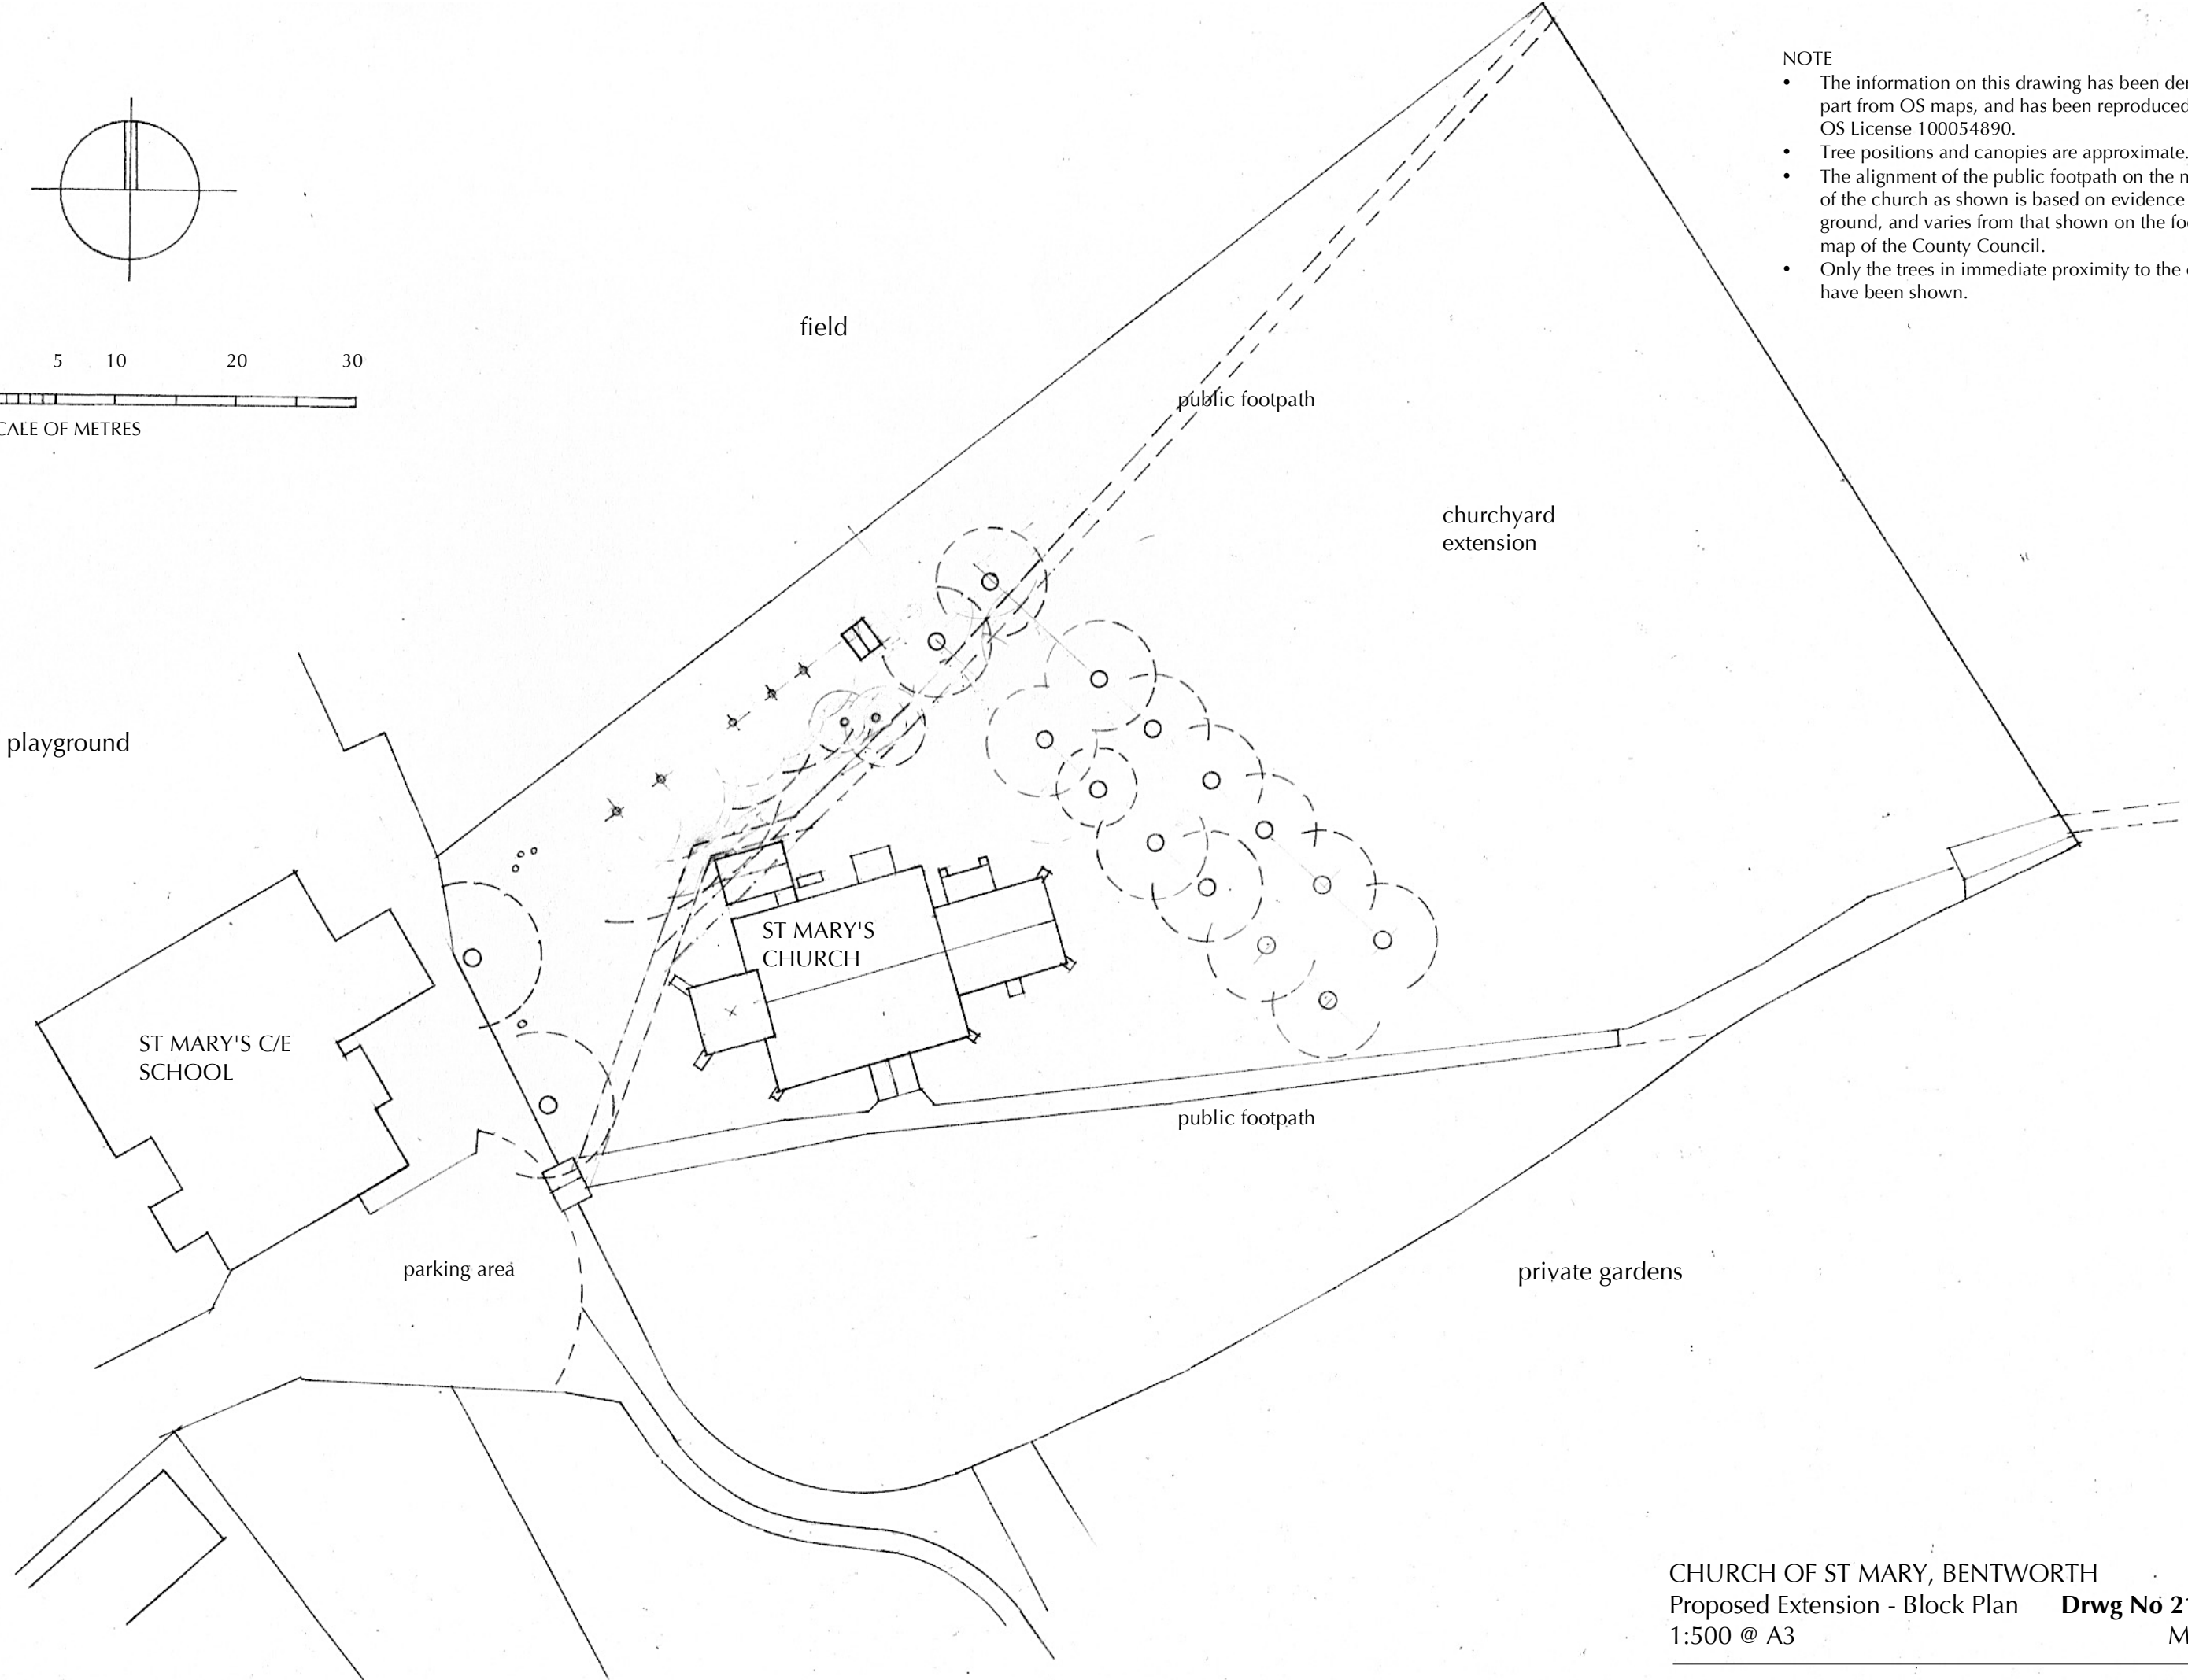 NOTE
• The information on this drawing has been
part from OS maps, and has been reproduced
OS License 100054890.
• Tree positions and canopies are approximate.
• The alignment of the public footpath on the
of the church as shown is based on evidence
ground, and varies from that shown on the
map of the County Council.
• Only the trees in immediate proximity to the
have been shown.
field
5 10 20 30
OF METRES
public footpath
churchyard
extension
playground
ST MARY'S
CHURCH
ST MARY'S C/E
SCHOOL
public footpath
parking area
private gardens
CHURCH OF ST MARY, BENTWORTH
Proposed Extension - Block Plan Drwg No
1:500 @ A3